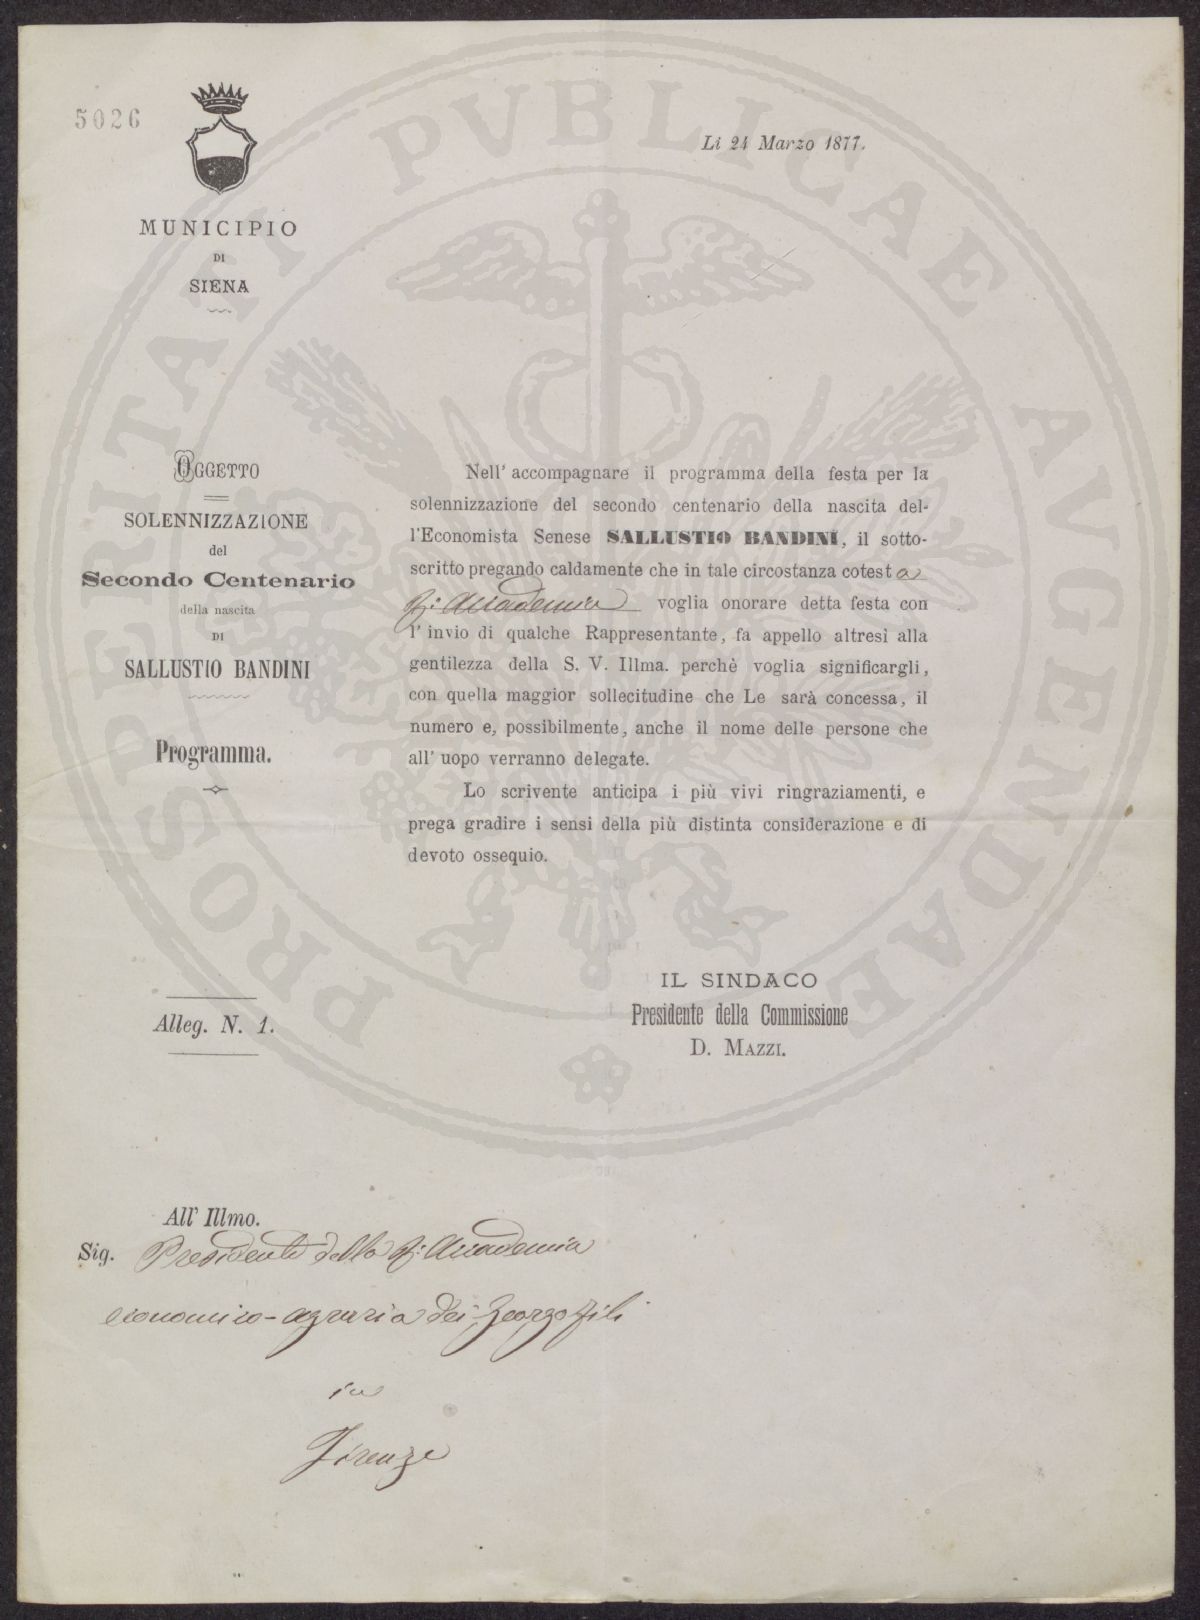 5026
MUNICIPIO
DI
SIENA
Li 24 Marzo 1877.
OGGETTO
SOLENNIZZAZIONE
del
Secondo Centenario
della nascita
DI
SALLUSTIO BANDINI
Programma.
Nell' accompagnare il programma della festa per la
solennizzazione del secondo centenario della nascita del-
l'Economista Senese SALLUSTIO BANDINI, il sotto-
scritto pregando caldamente che in tale circostanza cotesta
R: Accademia voglia onorare detta festa con
l' invio di qualche Rappresentante, fa appello altresì alla
gentilezza della S. V. Illma. perchè voglia significargli,
con quella maggior sollecitudine che Le sarà concessa, il
numero e, possibilmente, anche il nome delle persone che
all' uopo verranno delegate.
Lo scrivente anticipa i più vivi ringraziamenti, e
prega gradire i sensi della più distinta considerazione e di
devoto ossequio.
Alleg. N. 1.
IL SINDACO
Presidente della Commissione
D. MAZZI.
All' Illmo.
Sig. Presidente della R: Accademia
economico-agraria dei Georgofili
in
Firenze
PROSPERITATI PVBLICAE AVGENDAE